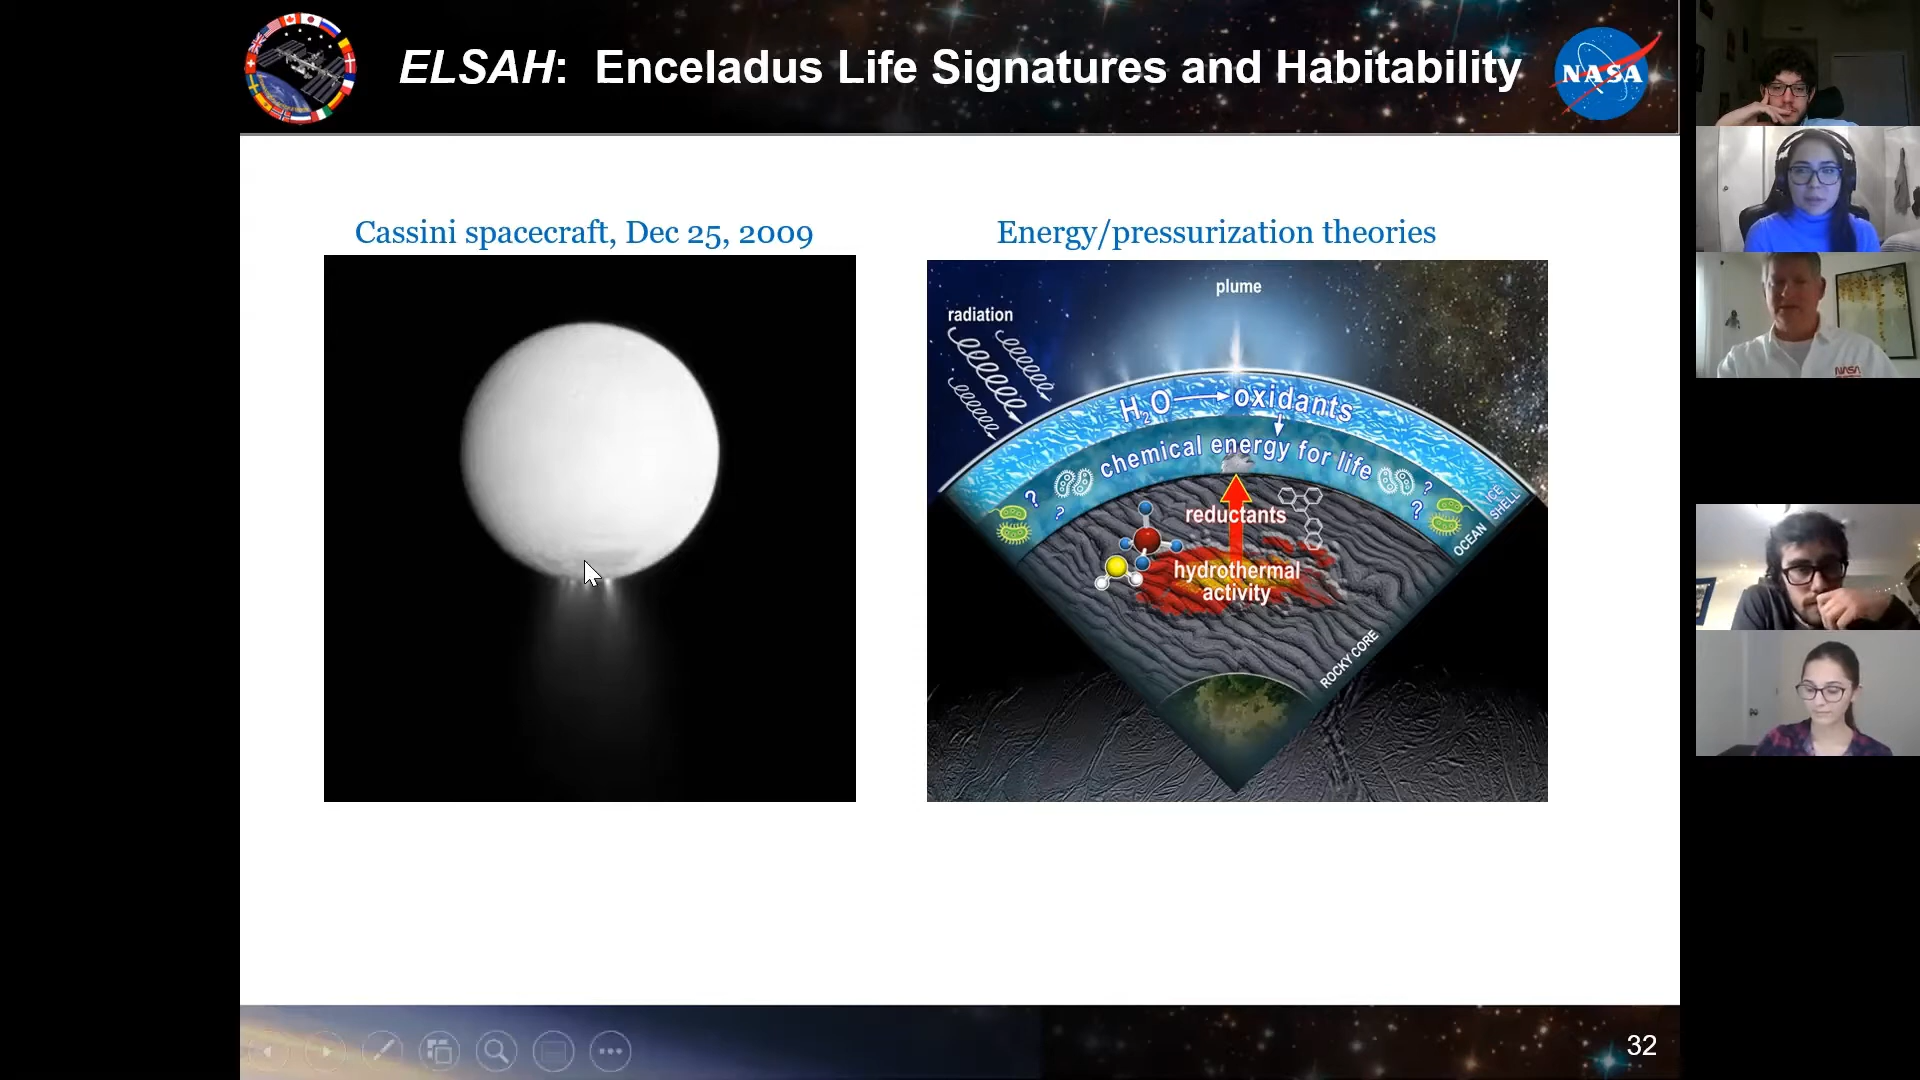 ELSAH: Enceladus Life Signatures and Habitability
NASA
Cassini spacecraft, Dec 25, 2009
Energy/pressurization theories
plume
radiation
H₂O oxidants
chemical energy for life
? ? ? ?
ICE SHELL
OCEAN
reductants
hydrothermal
activity
ROCKY CORE
NASA
32